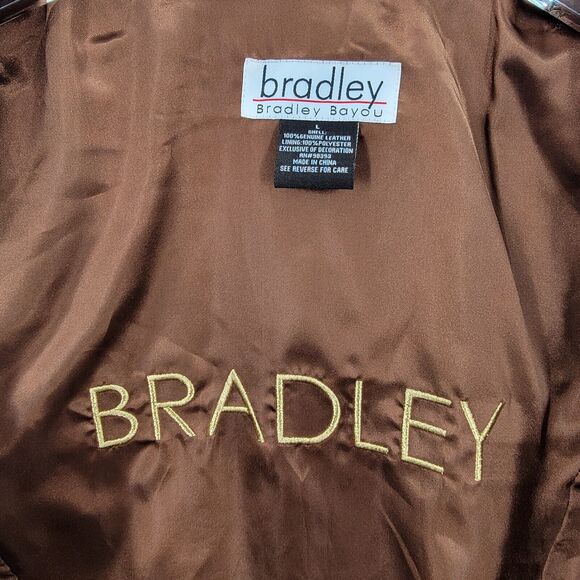 bradley
Bradley Bayou
L
SHELL:
100%GENUINE LEATHER
LINING:100%POLYESTER
EXCLUSIVE OF DECORATION
RN#98393
MADE IN CHINA
SEE REVERSE FOR CARE
BRADLEY